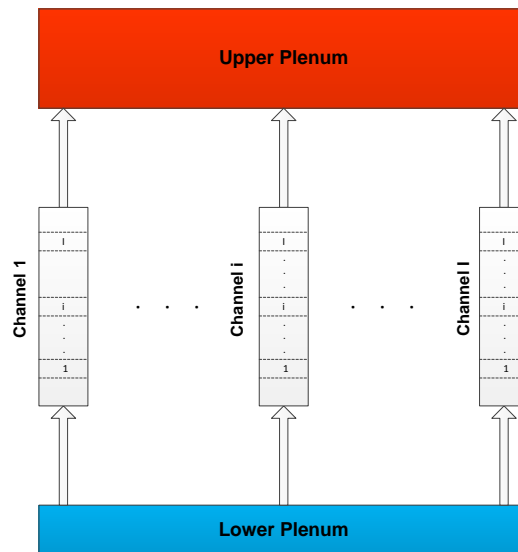 Upper Plenum
Channel 1
I
i
.
.
.
1
. . .
Channel i
I
.
.
.
i
.
.
.
1
. . .
Channel I
I
.
.
.
i
.
.
.
1
Lower Plenum